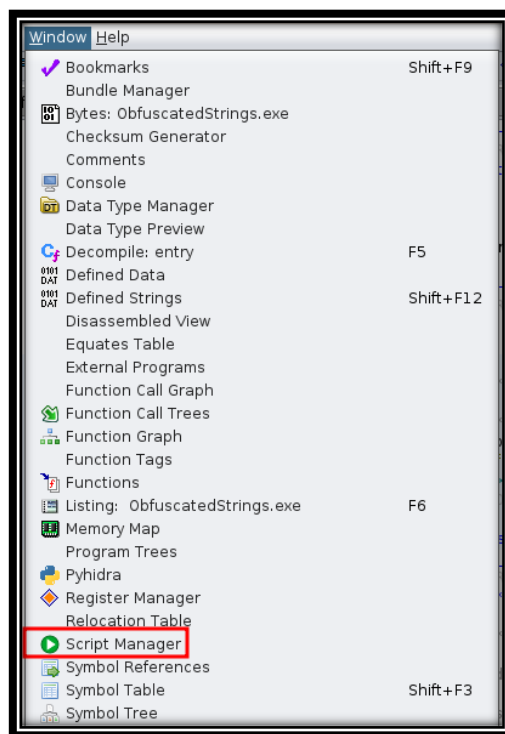 Window Help
Bookmarks Shift+F9
Bundle Manager
Bytes: ObfuscatedStrings.exe
Checksum Generator
Comments
Console
Data Type Manager
Data Type Preview
Decompile: entry F5
Defined Data
Defined Strings Shift+F12
Disassembled View
Equates Table
External Programs
Function Call Graph
Function Call Trees
Function Graph
Function Tags
Functions
Listing: ObfuscatedStrings.exe F6
Memory Map
Program Trees
Pyhidra
Register Manager
Relocation Table
Script Manager
Symbol References
Symbol Table Shift+F3
Symbol Tree